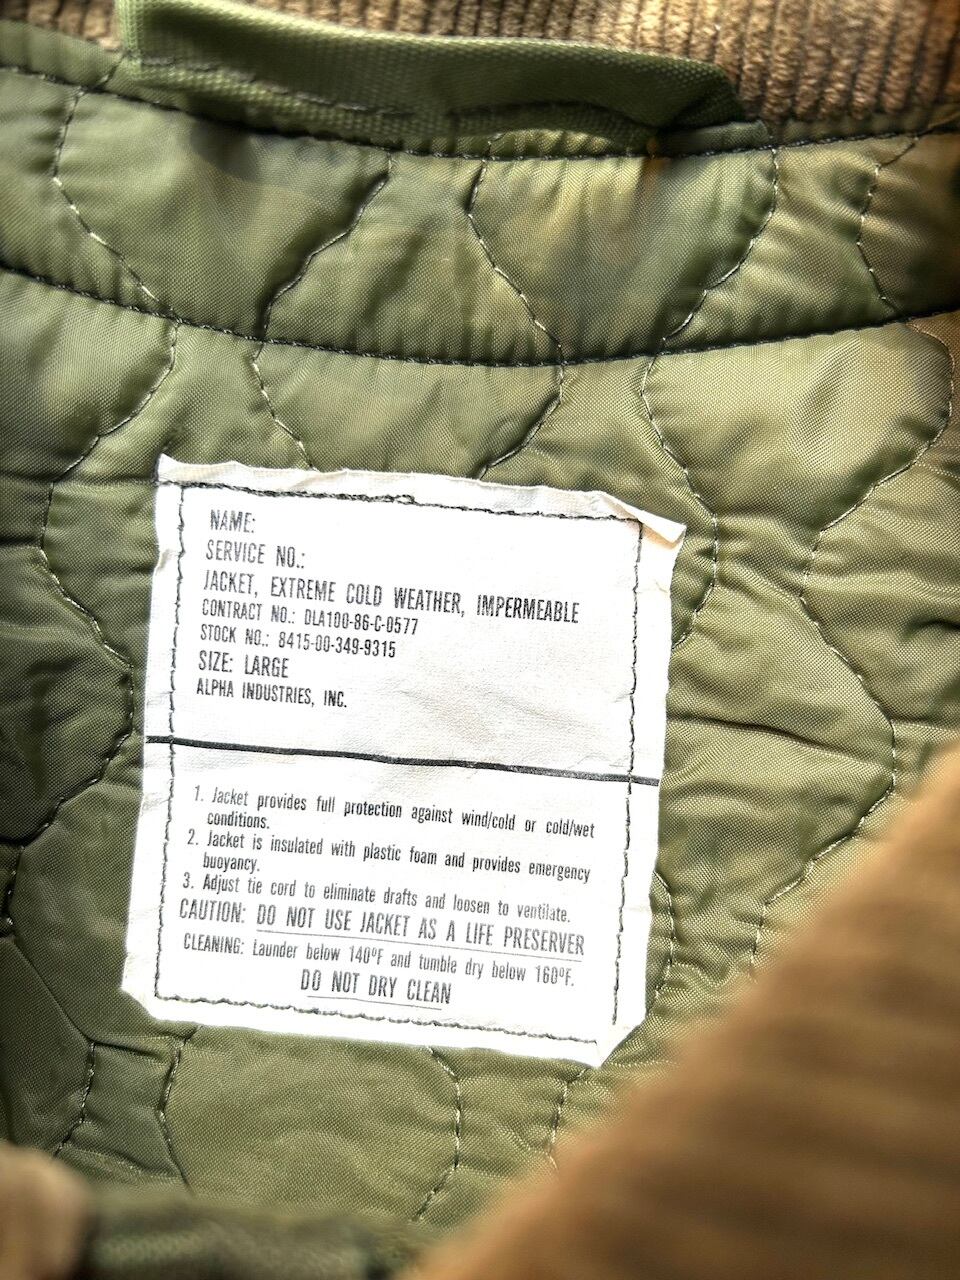 NAME:
SERVICE NO.:
JACKET, EXTREME COLD WEATHER, IMPERMEABLE
CONTRACT NO.: DLA100-86-C-0577
STOCK NO.: 8415-00-349-9315
SIZE: LARGE
ALPHA INDUSTRIES, INC.
1. Jacket provides full protection against wind/cold or cold/wet
conditions.
2. Jacket is insulated with plastic foam and provides emergency
buoyancy.
3. Adjust tie cord to eliminate drafts and loosen to ventilate.
CAUTION: DO NOT USE JACKET AS A LIFE PRESERVER
CLEANING: Launder below 140ºF and tumble dry below 160ºF.
DO NOT DRY CLEAN